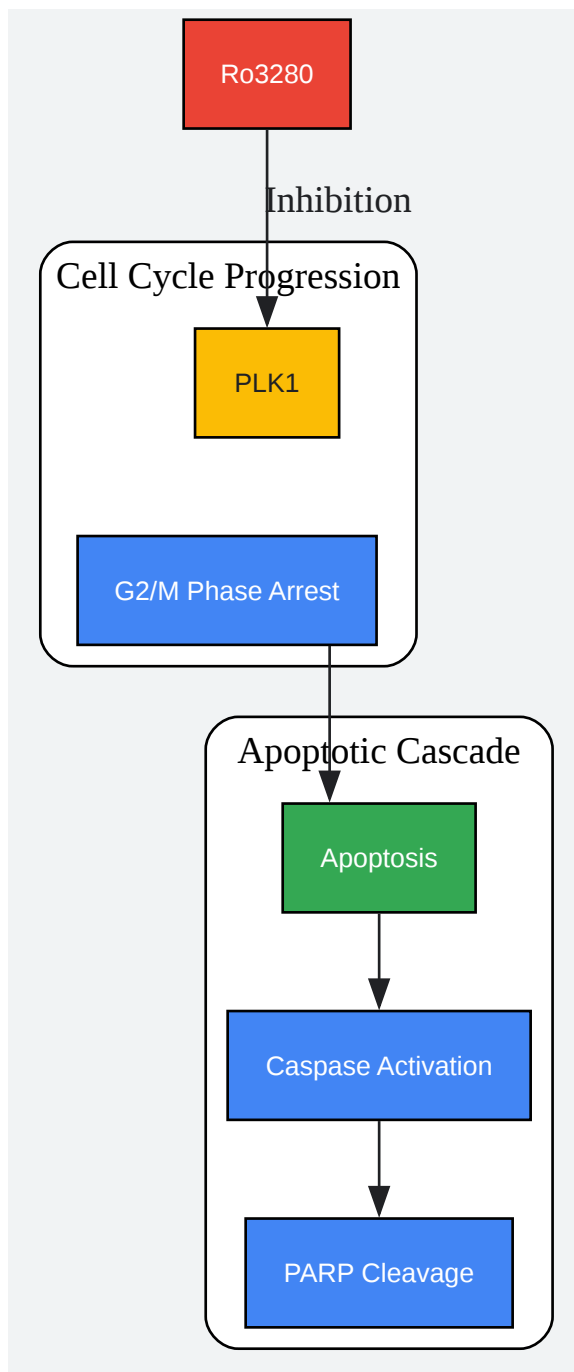 Ro3280
Inhibition
Cell Cycle Progression
PLK1
G2/M Phase Arrest
Apoptotic Cascade
Apoptosis
Caspase Activation
PARP Cleavage